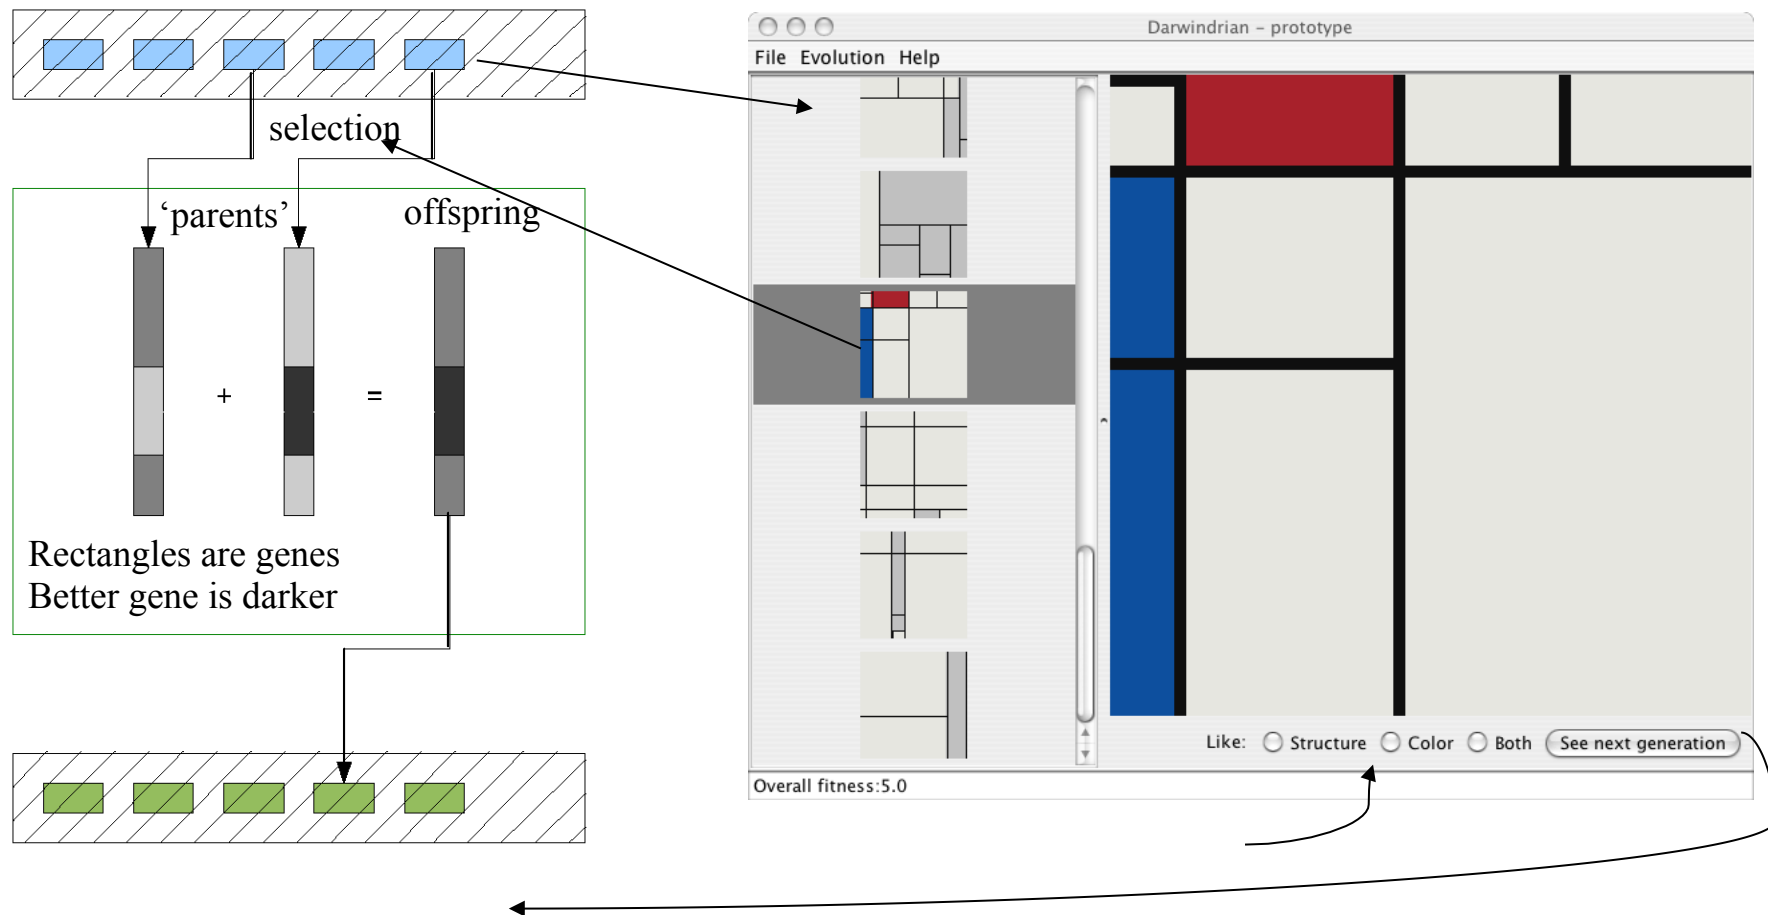 selection
‘parents’
offspring
+
=
Rectangles are genes
Better gene is darker
Darwindrian - prototype
File Evolution Help
Like: Structure Color Both See next generation
Overall fitness:5.0